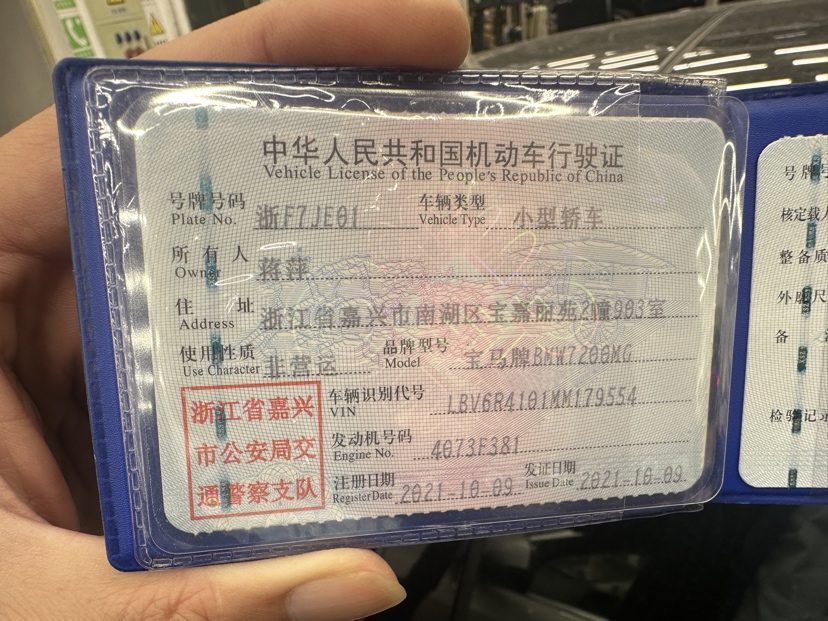 中华人民共和国机动车行驶证
Vehicle License of the People's Republic of China
号牌号码 浙F7JE01 车辆类型 小型轿车
Plate No. Vehicle Type
所有人 蒋萍
Owner
住址 浙江省嘉兴市南湖区宝嘉丽苑2幢903室
Address
使用性质 非营运 品牌型号 宝马牌BMW7200MG
Use Character Model
浙江省嘉兴
市公安局交
通警察支队
车辆识别代号 LBV6R4101MM179554
VIN
发动机号码 4073F381
Engine No.
注册日期 2021-10-09 发证日期 2021-10-09
Register Date Issue Date
号牌号
核定载人
整备质
外廓尺
备
检验记录